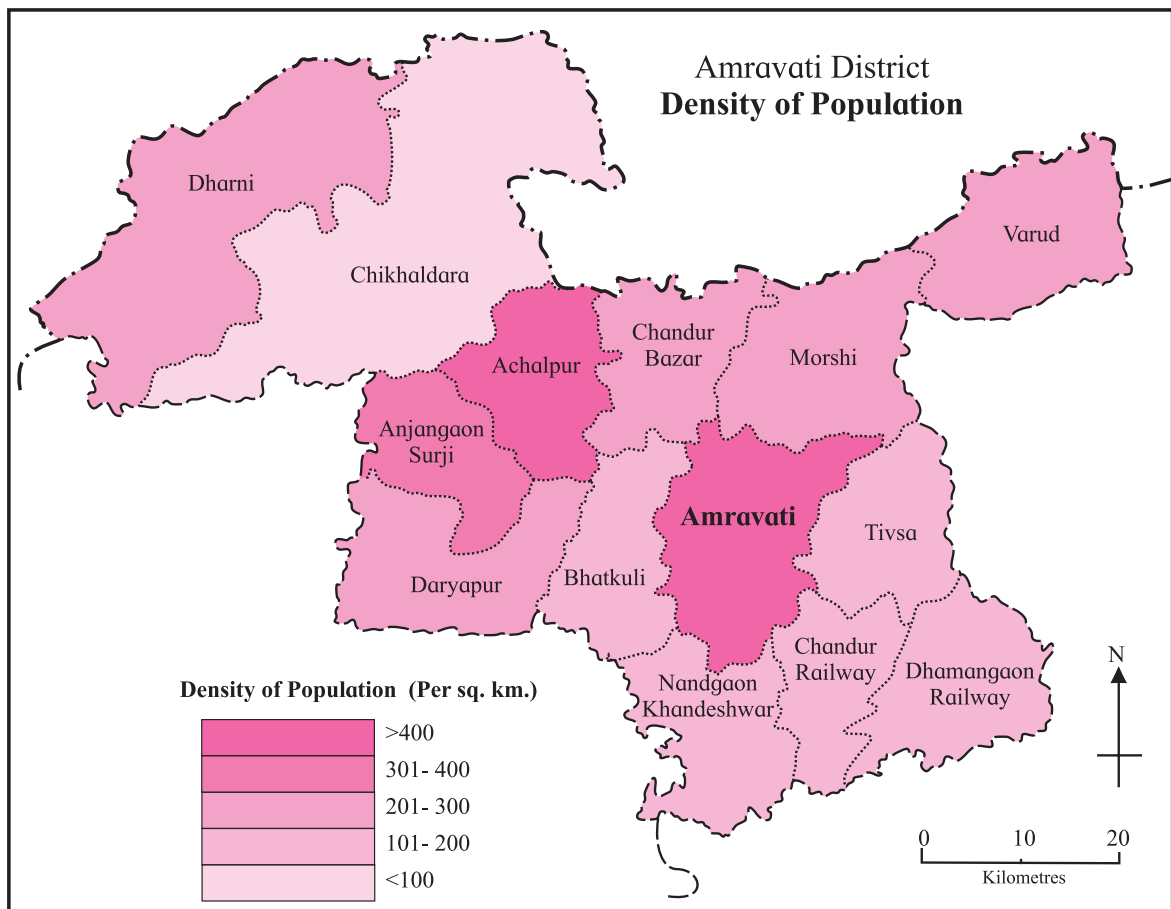 Amravati District
Density of Population
Dharni
Varud
Chikhaldara
Chandur
Bazar
Morshi
Achalpur
Anjangaon
Surji
Amravati
Tivsa
Daryapur
Bhatkuli
Chandur
Railway
Dhamangaon
Railway
Nandgaon
Khandeshwar
N
Density of Population (Per sq. km.)
>400
301- 400
201- 300
101- 200
<100
0 10 20
Kilometres